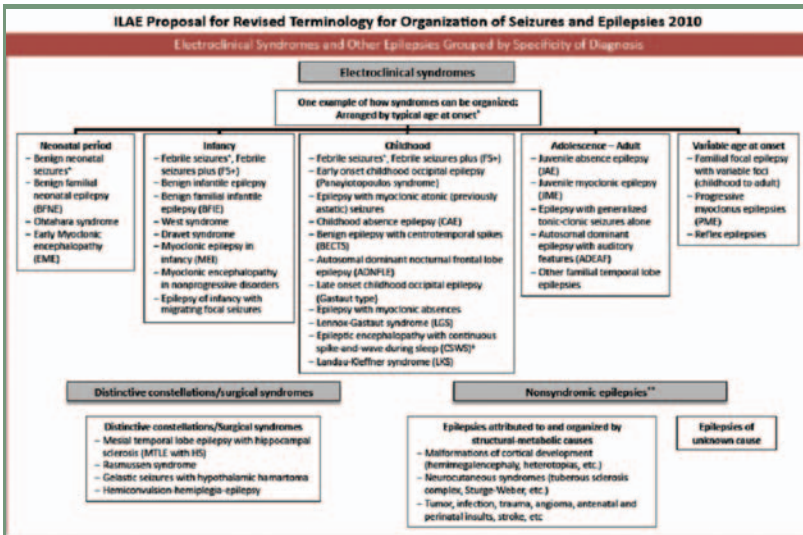 ILAE Proposal for Revised Terminology for Organization of Seizures and Epilepsies 2010
Electroclinical Syndromes and Other Epilepsies Grouped by Specificity of Diagnosis
Electroclinical syndromes
One example of how syndromes can be organized:
Arranged by typical age at onset*
Neonatal period
– Benign neonatal
seizures*
– Benign familial
neonatal epilepsy
(BFNE)
– Ohtahara syndrome
– Early Myoclonic
encephalopathy
(EME)
Infancy
– Febrile seizures*, Febrile
seizures plus (FS+)
– Benign infantile epilepsy
– Benign familial infantile
epilepsy (BFIE)
– West syndrome
– Dravet syndrome
– Myoclonic epilepsy in
infancy (MEI)
– Myoclonic encephalopathy
in nonprogressive disorders
– Epilepsy of infancy with
migrating focal seizures
Childhood
– Febrile seizures*, Febrile seizures plus (FS+)
– Early onset childhood occipital epilepsy
(Panayiotopoulos syndrome)
– Epilepsy with myoclonic atonic (previously
astatic) seizures
– Childhood absence epilepsy (CAE)
– Benign epilepsy with centrotemporal spikes
(BECTS)
– Autosomal dominant nocturnal frontal lobe
epilepsy (ADNFLE)
– Late onset childhood occipital epilepsy
(Gastaut type)
– Epilepsy with myoclonic absences
– Lennox-Gastaut syndrome (LGS)
– Epileptic encephalopathy with continuous
spike-and-wave during sleep (CSWS)*
– Landau-Kleffner syndrome (LKS)
Adolescence – Adult
– Juvenile absence epilepsy
(JAE)
– Juvenile myoclonic epilepsy
(JME)
– Epilepsy with generalized
tonic-clonic seizures alone
– Autosomal dominant
epilepsy with auditory
features (ADEAF)
– Other familial temporal lobe
epilepsies
Variable age at onset
– Familial focal epilepsy
with variable foci
(childhood to adult)
– Progressive
myoclonus epilepsies
(PME)
– Reflex epilepsies
Distinctive constellations/surgical syndromes
Distinctive constellations/Surgical syndromes
– Mesial temporal lobe epilepsy with hippocampal
sclerosis (MTLE with HS)
– Rasmussen syndrome
– Gelastic seizures with hypothalamic hamartoma
– Hemiconvulsion-hemiplegia-epilepsy
Nonsyndromic epilepsies**
Epilepsies attributed to and organized by
structural-metabolic causes
– Malformations of cortical development
(hemimegalencephaly, heterotopias, etc.)
– Neurocutaneous syndromes (tuberous sclerosis
complex, Sturge-Weber, etc.)
– Tumor, infection, trauma, angioma, antenatal and
perinatal insults, stroke, etc
Epilepsies of
unknown cause